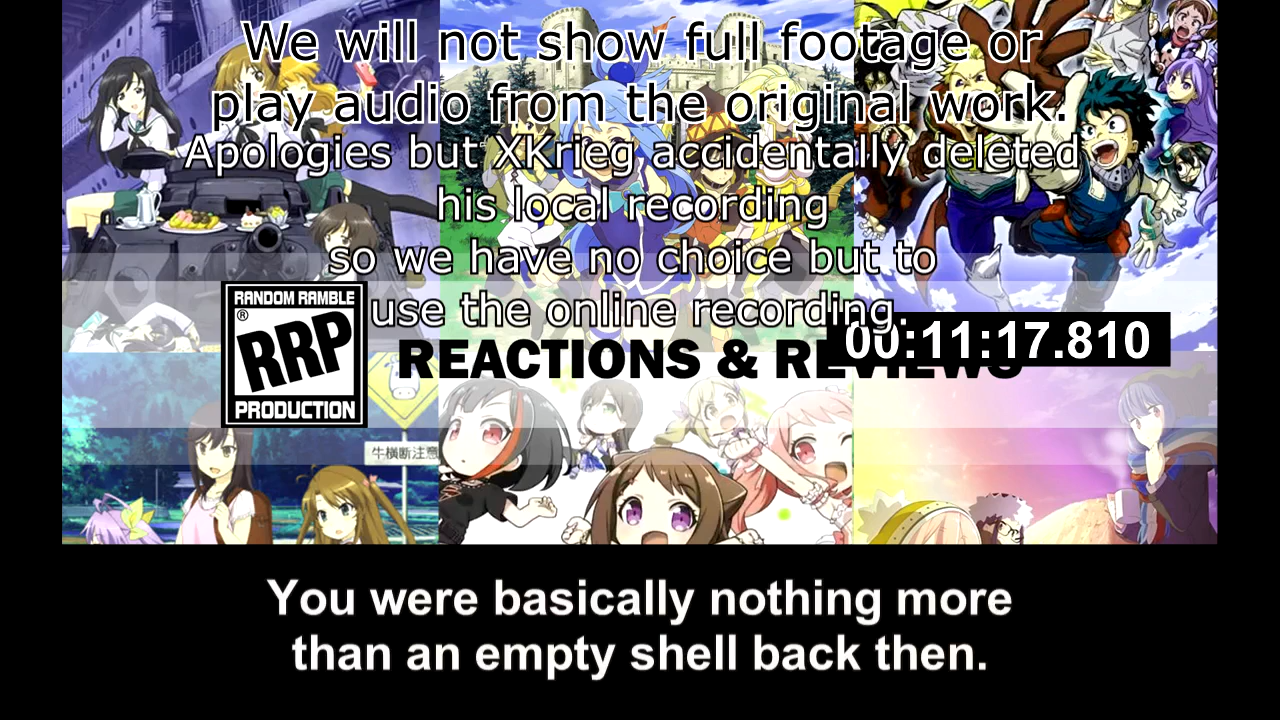 We will not show full footage or
play audio from the original work.
Apologies but XKrieg accidentally deleted
his local recording
so we have no choice but to
use the online recording.
RANDOM RAMBLE
®
RRP
PRODUCTION
REACTIONS & REVIEWS
00:11:17.810
牛横断注意
You were basically nothing more
than an empty shell back then.